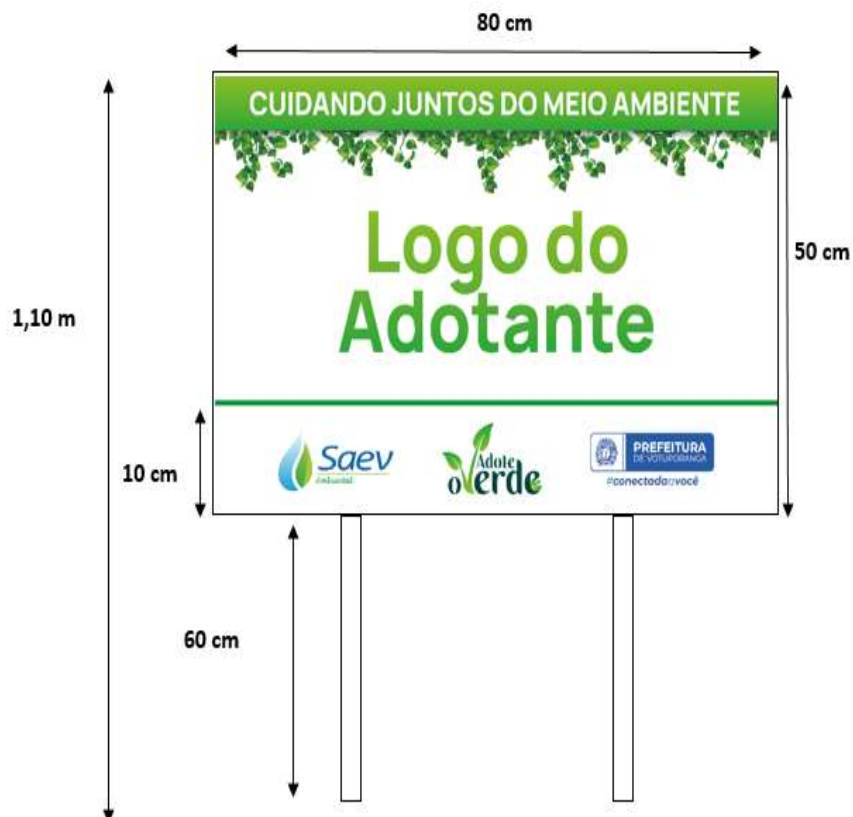 80 cm
CUIDANDO JUNTOS DO MEIO AMBIENTE
Logo do
Adotante
50 cm
1,10 m
10 cm
Saev
Ambiental
Adote
o Verde
PREFEITURA
DE VOTUPORANGA
#conectadaavocê
60 cm